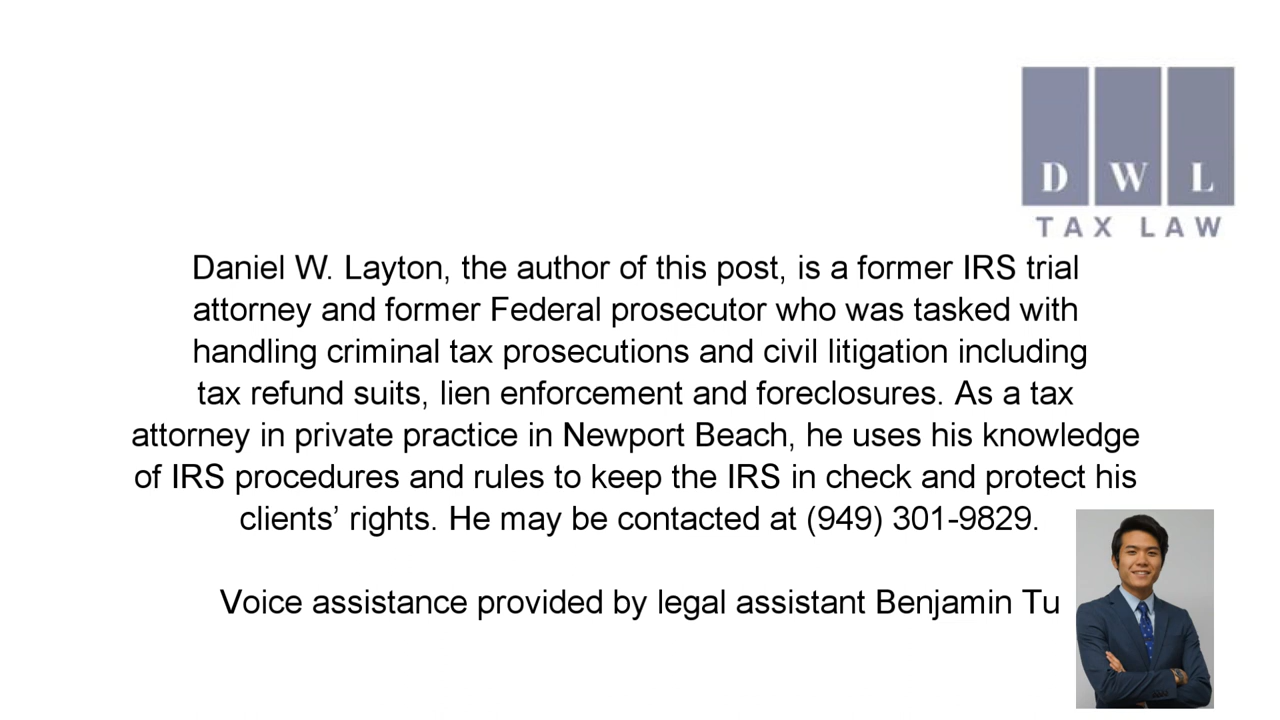 D W L
TAX LAW
Daniel W. Layton, the author of this post, is a former IRS trial
attorney and former Federal prosecutor who was tasked with
handling criminal tax prosecutions and civil litigation including
tax refund suits, lien enforcement and foreclosures. As a tax
attorney in private practice in Newport Beach, he uses his knowledge
of IRS procedures and rules to keep the IRS in check and protect his
clients’ rights. He may be contacted at (949) 301-9829.
Voice assistance provided by legal assistant Benjamin Tu